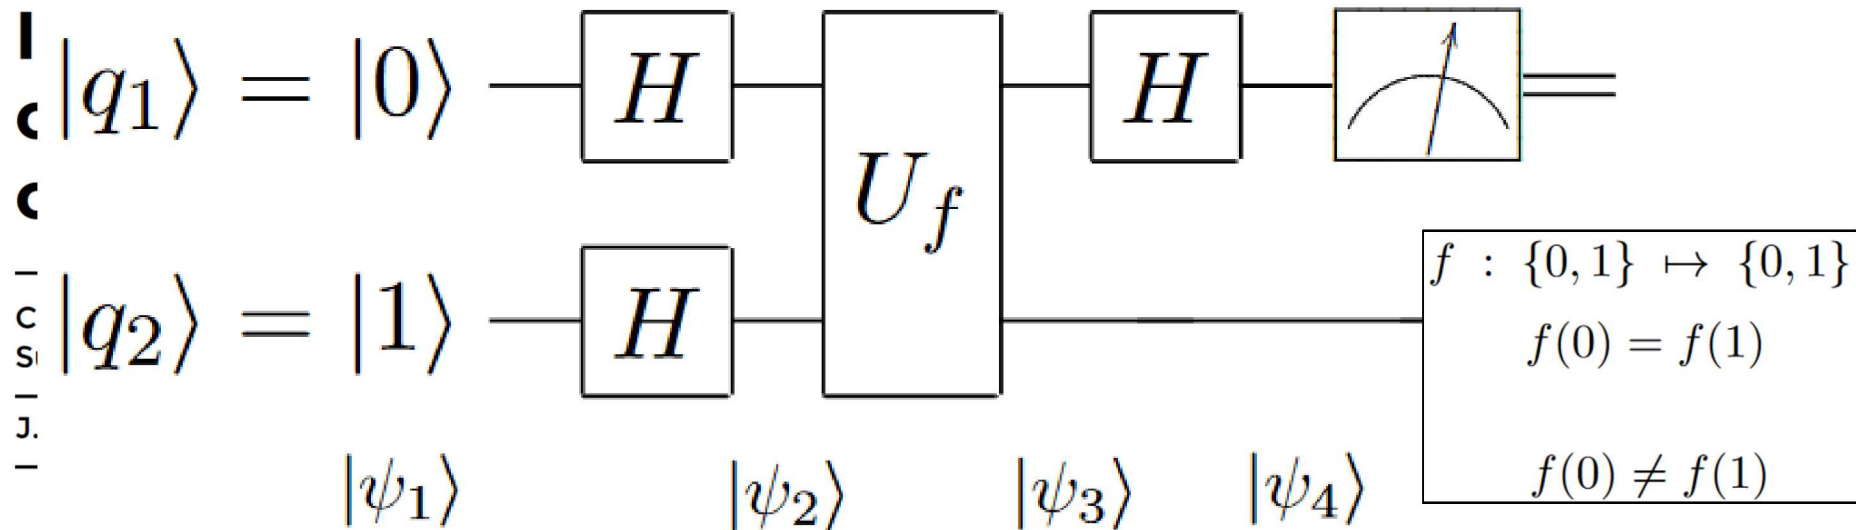 |q₁⟩ = |0⟩ H H
U_f
|q₂⟩ = |1⟩ H
f : {0, 1} ↦ {0, 1}
f(0) = f(1)
f(0) ≠ f(1)
|ψ₁⟩ |ψ₂⟩ |ψ₃⟩ |ψ₄⟩
J.